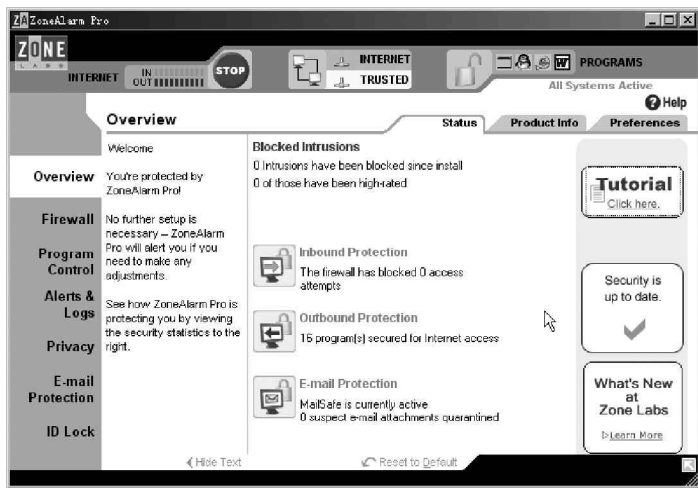 ZAZoneAlarm Pro
ZONE
LABS
INTERNET
IN
OUT
STOP
INTERNET
TRUSTED
W
PROGRAMS
All Systems Active
Help
Overview
Status
Product Info
Preferences
Overview
Firewall
Program
Control
Alerts &
Logs
Privacy
E-mail
Protection
ID Lock
Welcome
You're protected by
ZoneAlarm Pro!
No further setup is
necessary – ZoneAlarm
Pro will alert you if you
need to make any
adjustments.
See how ZoneAlarm Pro is
protecting you by viewing
the security statistics to the
right.
Blocked Intrusions
0 Intrusions have been blocked since install
0 of those have been high-rated
Inbound Protection
The firewall has blocked 0 access
attempts
Outbound Protection
16 program(s) secured for Internet access
E-mail Protection
MailSafe is currently active
0 suspect e-mail attachments quarantined
Tutorial
Click here.
Security is
up to date.
What's New
at
Zone Labs
Learn More
Hide Text
Reset to Default